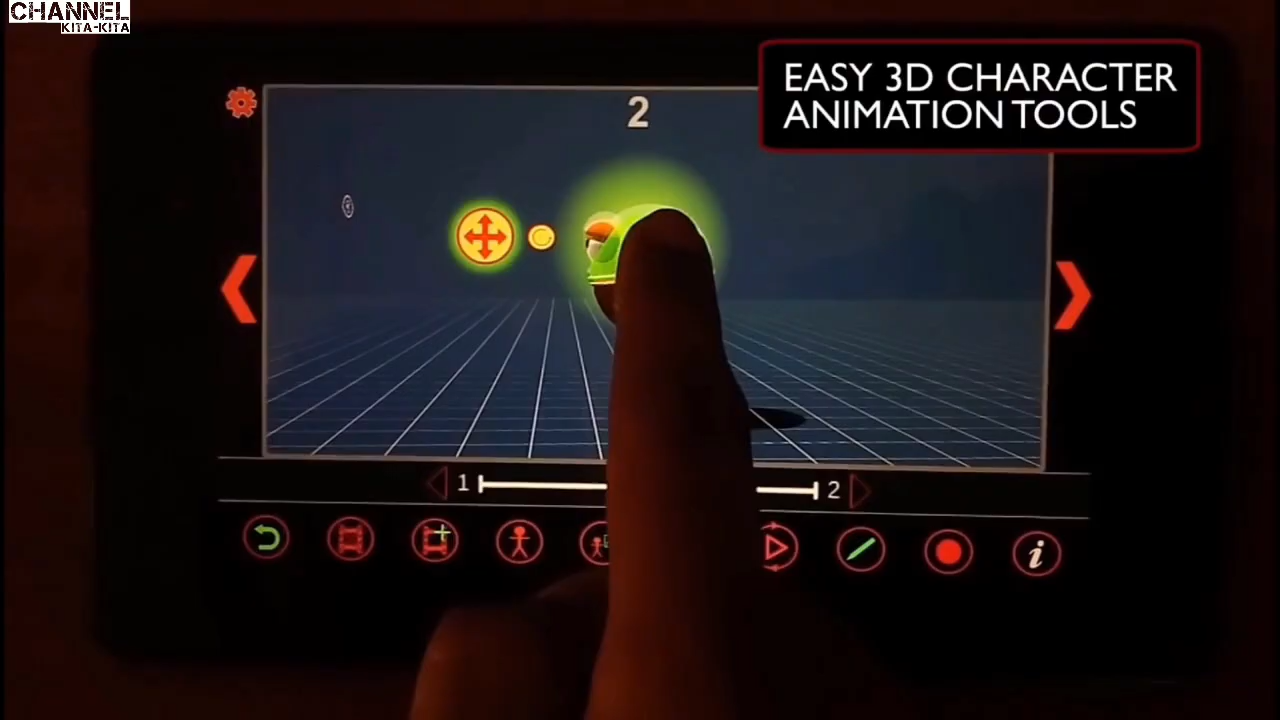 CHANNEL
KITA-KITA
EASY 3D CHARACTER
ANIMATION TOOLS
2
1
2
i